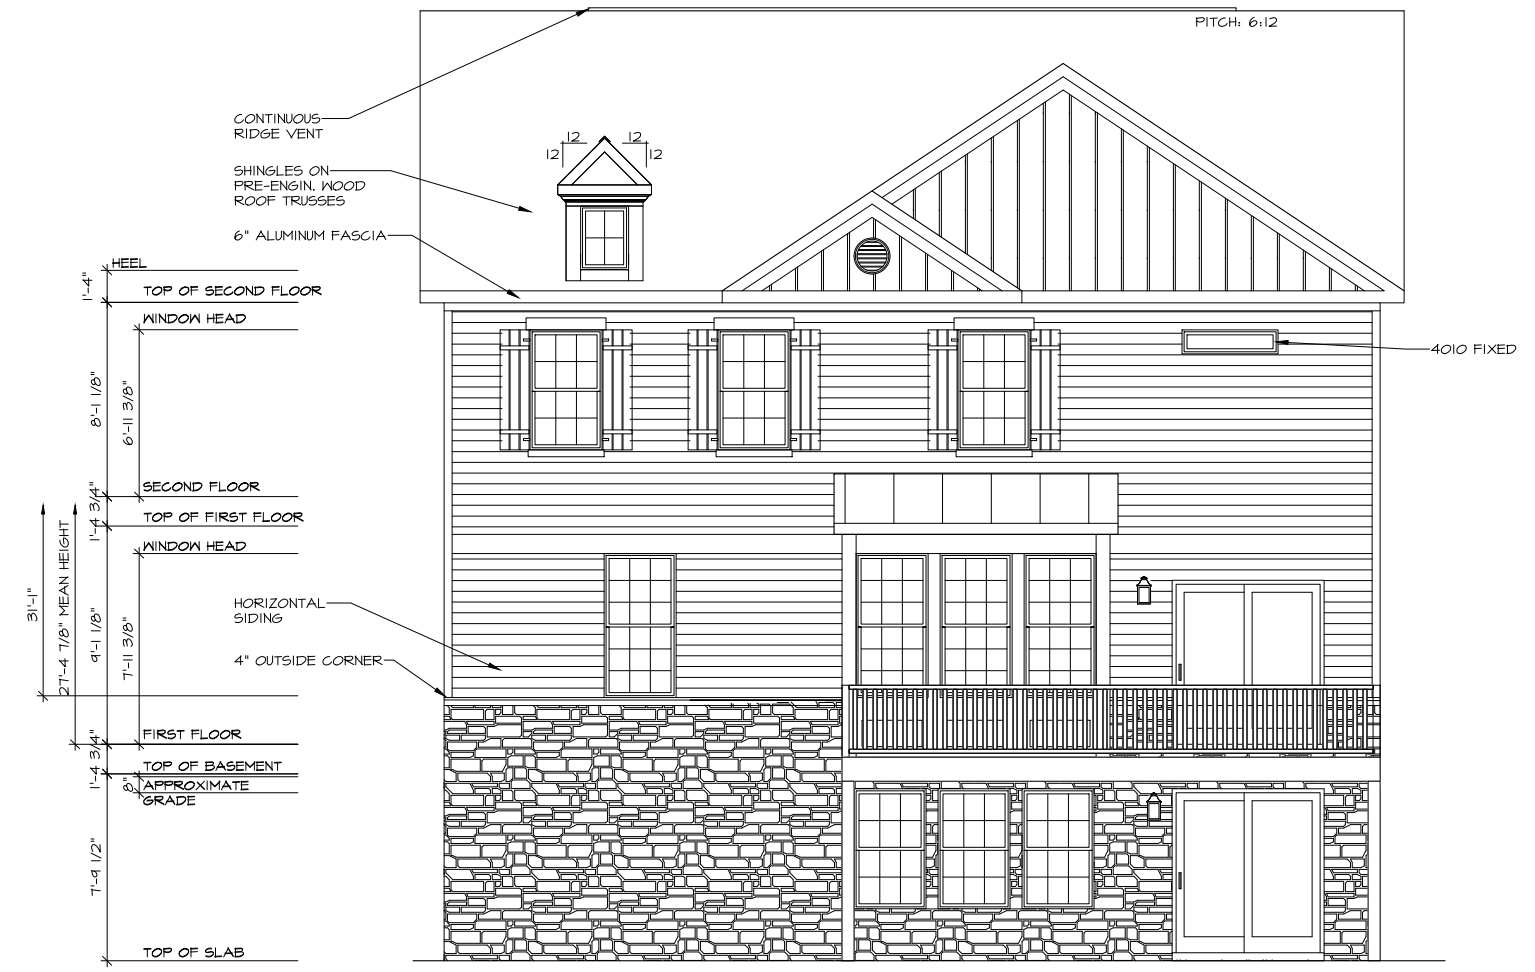 PITCH: 6:12
CONTINUOUS
RIDGE VENT
12 12
12 12
SHINGLES ON
PRE-ENGIN. WOOD
ROOF TRUSSES
6" ALUMINUM FASCIA
HEEL
1'-4"
TOP OF SECOND FLOOR
WINDOW HEAD
4010 FIXED
8'-1 1/8"
6'-11 3/8"
SECOND FLOOR
1'-4 3/4"
TOP OF FIRST FLOOR
WINDOW HEAD
31'-1"
27'-4 7/8" MEAN HEIGHT
9'-1 1/8"
7'-11 3/8"
HORIZONTAL
SIDING
4" OUTSIDE CORNER
FIRST FLOOR
1'-4 3/4"
TOP OF BASEMENT
8"
APPROXIMATE
GRADE
7'-9 1/2"
TOP OF SLAB